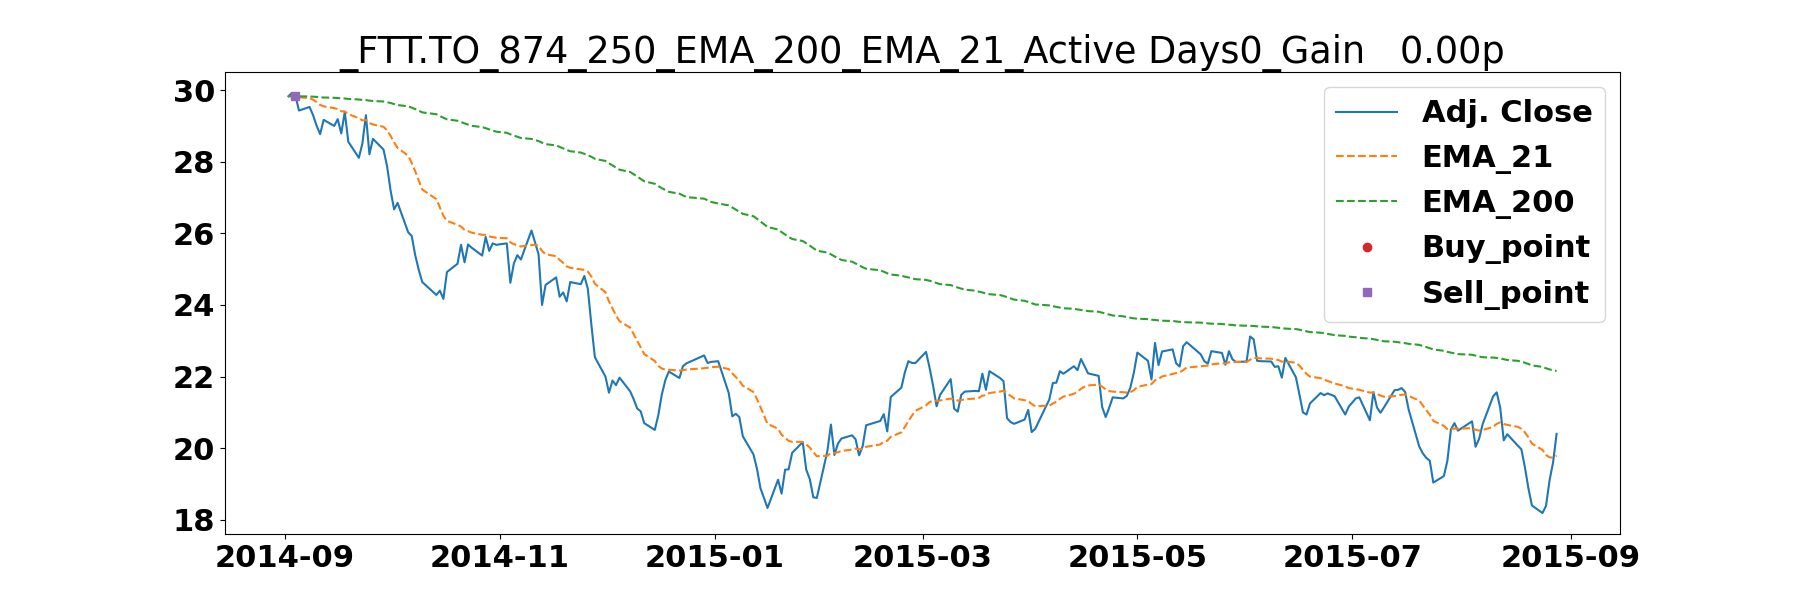 _FTT.TO_874_250_EMA_200_EMA_21_Active Days0_Gain   0.00p
30
28
26
24
22
20
18
Adj. Close
EMA_21
EMA_200
Buy_point
Sell_point
2014-09 2014-11 2015-01 2015-03 2015-05 2015-07 2015-09